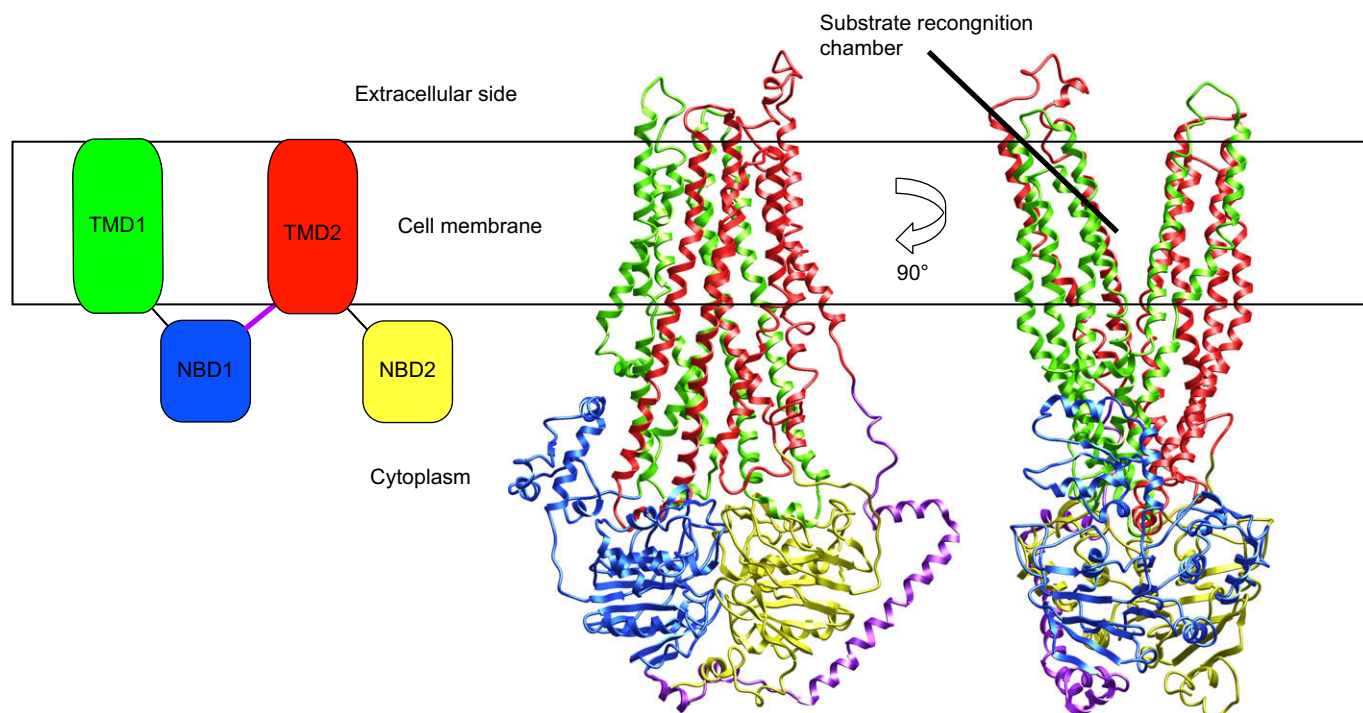 Substrate recongnition
chamber
Extracellular side
TMD1
TMD2
Cell membrane
90°
NBD1
NBD2
Cytoplasm